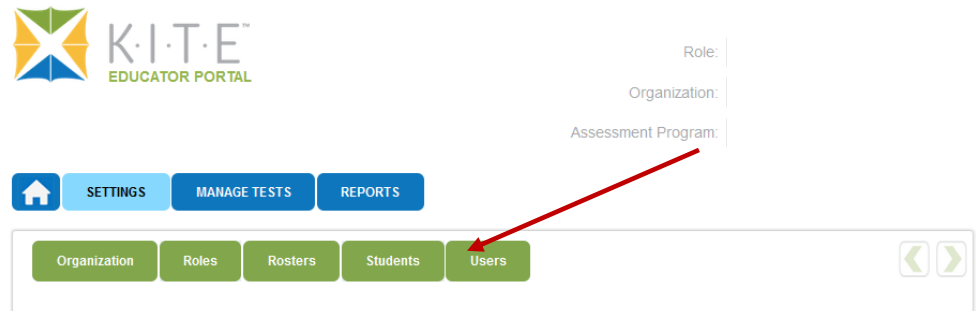 K·I·T·E™
EDUCATOR PORTAL
Role:
Organization:
Assessment Program:
SETTINGS MANAGE TESTS REPORTS
Organization Roles Rosters Students Users